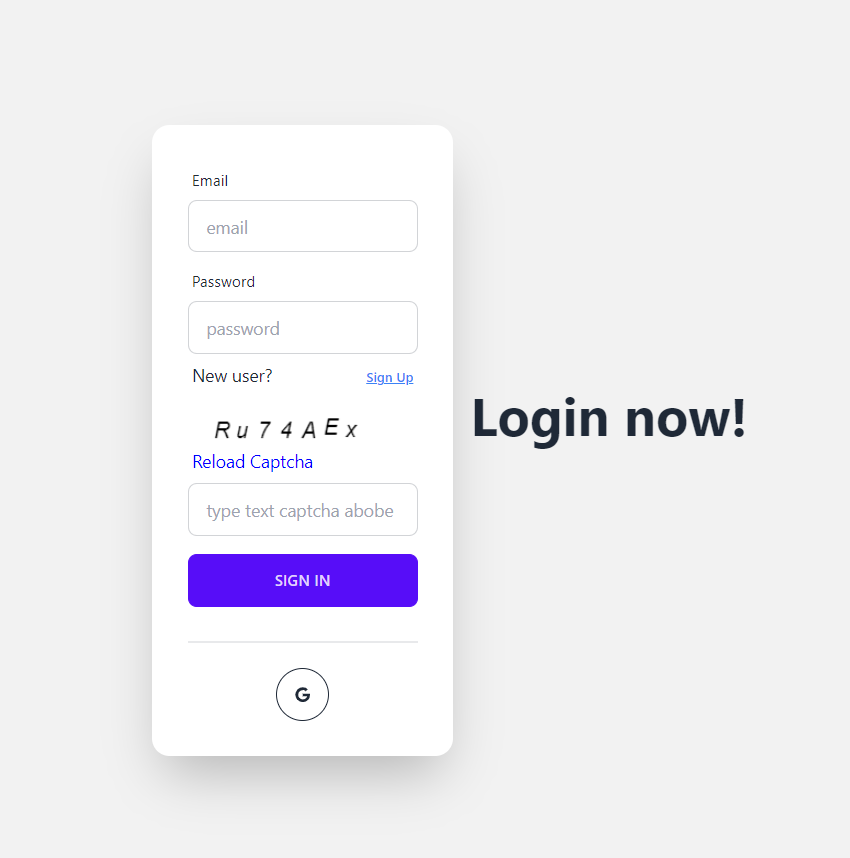 Email
email
Password
password
New user? Sign Up
Ru74AEx
Reload Captcha
type text captcha abobe
SIGN IN
G
Login now!